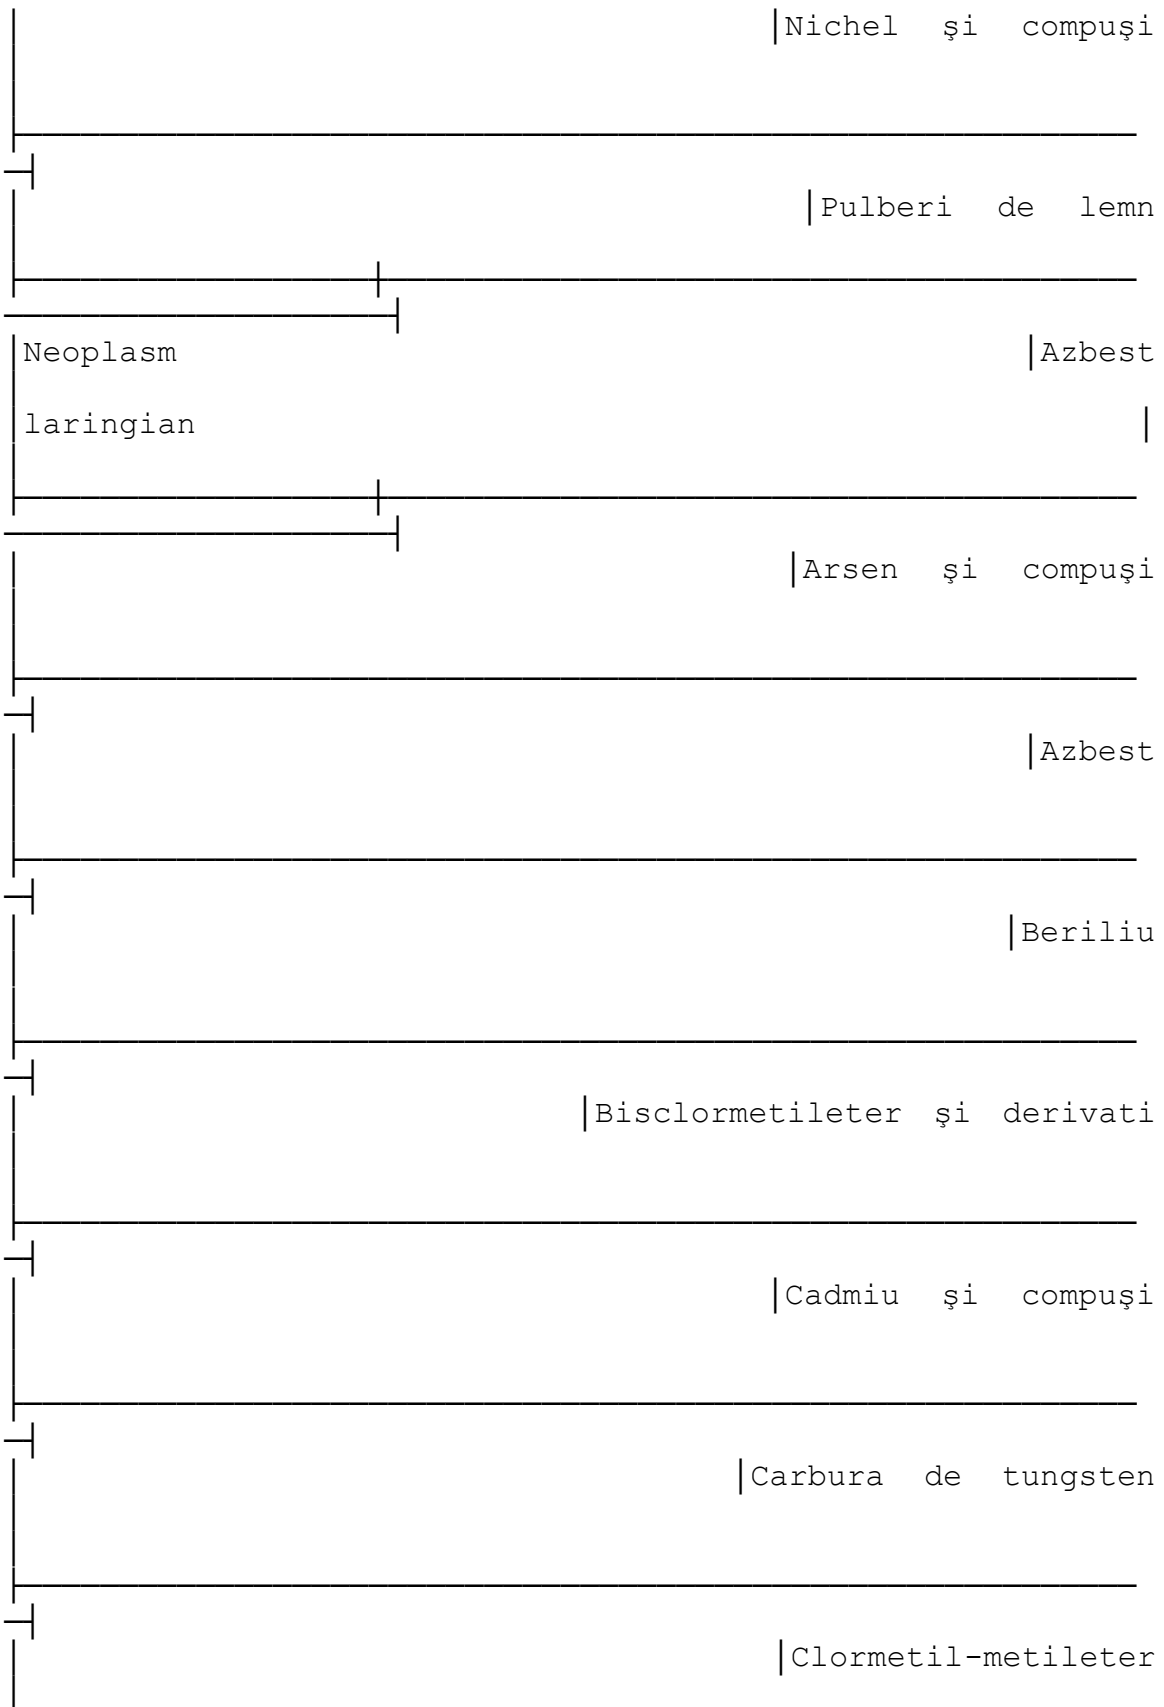 Nichel şi compuşi
Pulberi de lemn
Neoplasm Azbest
laringian
Arsen şi compuşi
Azbest
Beriliu
Bisclormetileter şi derivati
Cadmiu şi compuşi
Carbura de tungsten
Clormetil-metileter